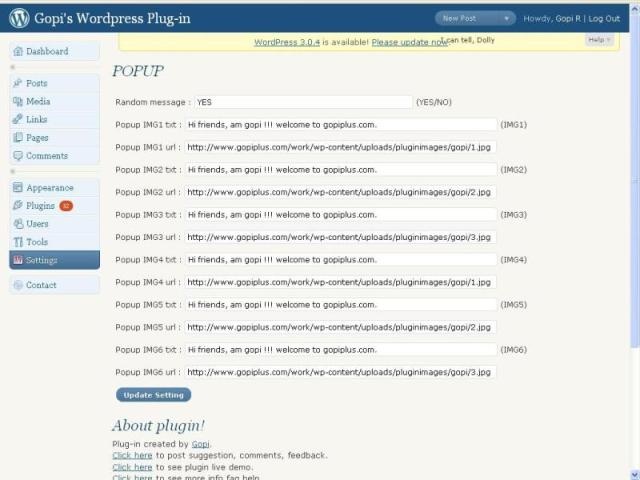 Gopi's Wordpress Plug-in
New Post
Howdy, Gopi R | Log Out
WordPress 3.0.4 is available! Please update now.
I can tell, Dolly
Help
Dashboard
Posts
Media
Links
Pages
Comments
Appearance
Plugins 32
Users
Tools
Settings
Contact
POPUP
Random message : YES (YES/NO)
Popup IMG1 txt : Hi friends, am gopi !!! welcome to gopiplus.com. (IMG1)
Popup IMG1 url : http://www.gopiplus.com/work/wp-content/uploads/pluginimages/gopi/1.jpg
Popup IMG2 txt : Hi friends, am gopi !!! welcome to gopiplus.com. (IMG2)
Popup IMG2 url : http://www.gopiplus.com/work/wp-content/uploads/pluginimages/gopi/2.jpg
Popup IMG3 txt : Hi friends, am gopi !!! welcome to gopiplus.com. (IMG3)
Popup IMG3 url : http://www.gopiplus.com/work/wp-content/uploads/pluginimages/gopi/3.jpg
Popup IMG4 txt : Hi friends, am gopi !!! welcome to gopiplus.com. (IMG4)
Popup IMG4 url : http://www.gopiplus.com/work/wp-content/uploads/pluginimages/gopi/1.jpg
Popup IMG5 txt : Hi friends, am gopi !!! welcome to gopiplus.com. (IMG5)
Popup IMG5 url : http://www.gopiplus.com/work/wp-content/uploads/pluginimages/gopi/2.jpg
Popup IMG6 txt : Hi friends, am gopi !!! welcome to gopiplus.com. (IMG6)
Popup IMG6 url : http://www.gopiplus.com/work/wp-content/uploads/pluginimages/gopi/3.jpg
Update Setting
About plugin!
Plug-in created by Gopi.
Click here to post suggestion, comments, feedback.
Click here to see plugin live demo.
Click here to see more info faq help